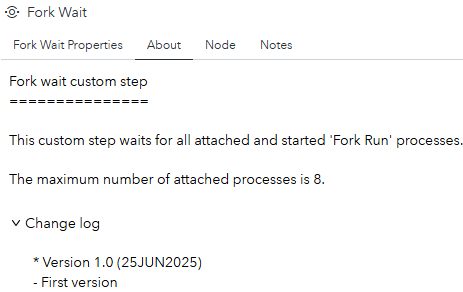 Fork Wait
Fork Wait Properties About Node Notes
Fork wait custom step
===============
This custom step waits for all attached and started 'Fork Run' processes.
The maximum number of attached processes is 8.
Change log
* Version 1.0 (25JUN2025)
- First version